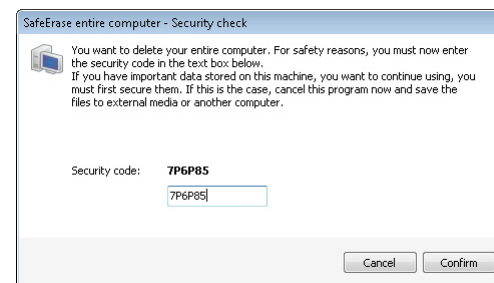 SafeErase entire computer - Security check
You want to delete your entire computer. For safety reasons, you must now enter
the security code in the text box below.
If you have important data stored on this machine, you want to continue using, you
must first secure them. If this is the case, cancel this program now and save the
files to external media or another computer.
Security code: 7P6P85
7P6P85
Cancel Confirm